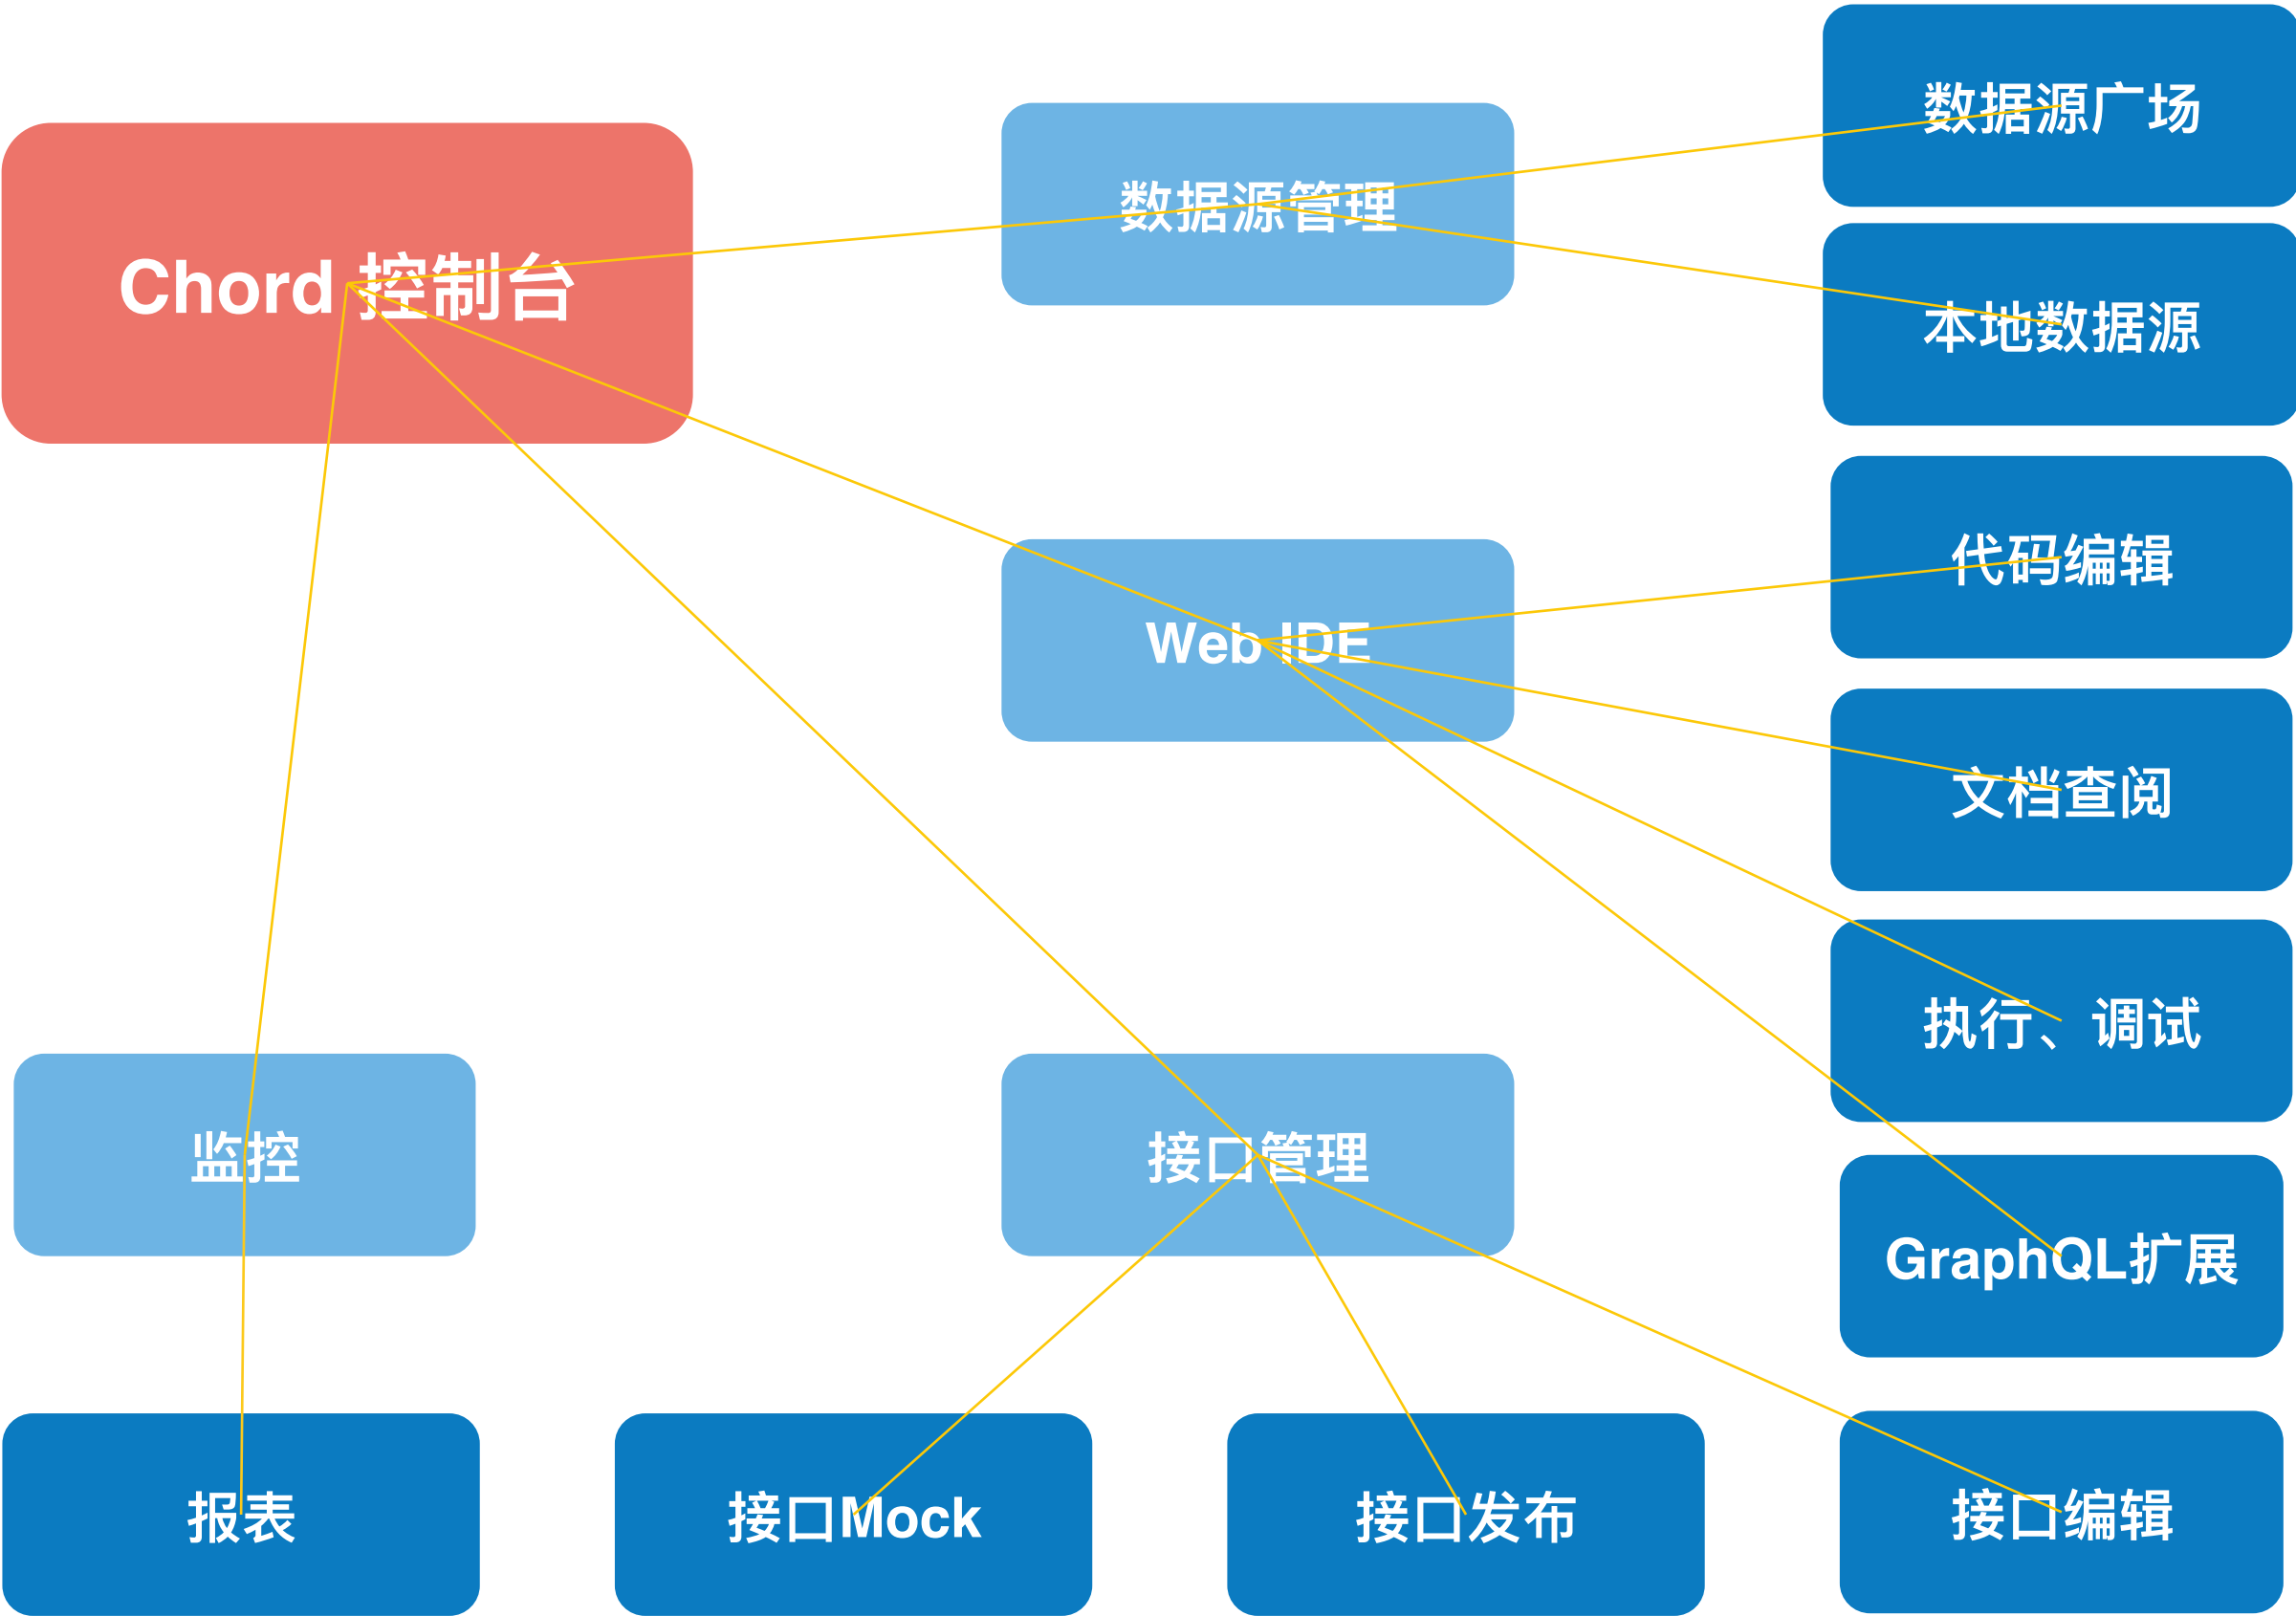 数据源广场
数据源管理
Chord 控制台
本地数据源
代码编辑
Web IDE
文档查阅
执行、调试
监控
接口管理
GraphQL扩展
报表
接口Mock
接口发布
接口编辑